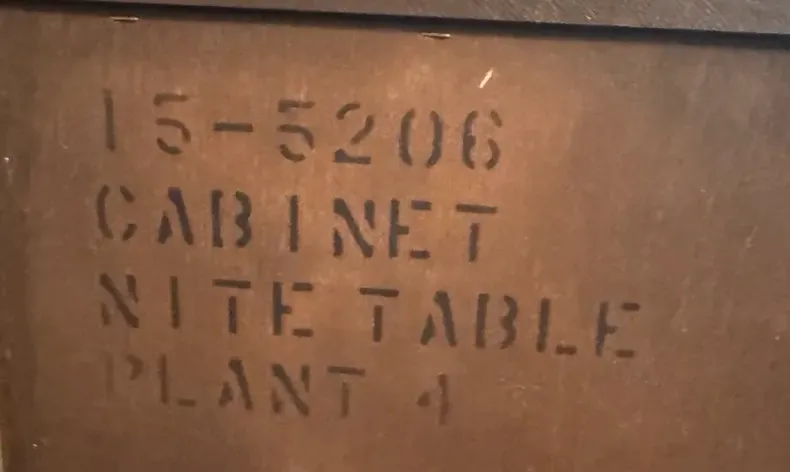 15-5206
CABINET
NITE TABLE
PLANT 4